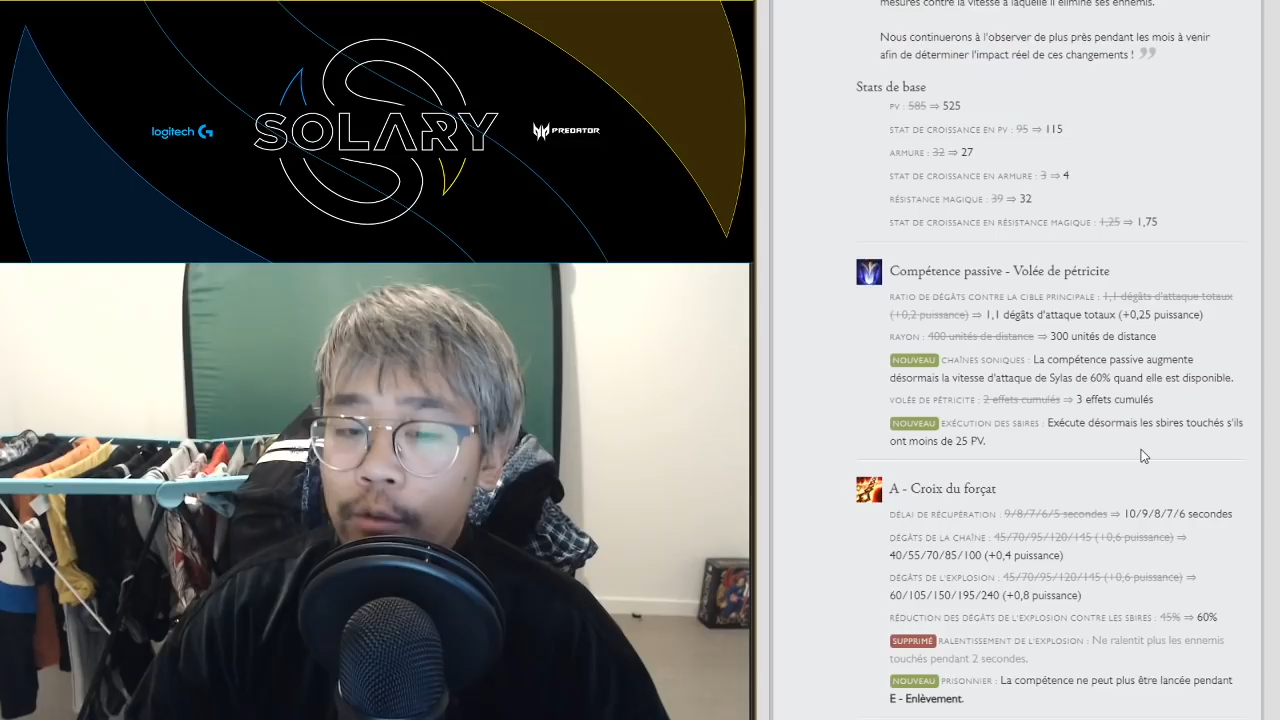 logitech G
SOLARY
PREDATOR
mesures contre la vitesse à laquelle il élimine ses ennemis.
Nous continuerons à l'observer de plus près pendant les mois à venir
afin de déterminer l'impact réel de ces changements !
Stats de base
PV : 585 ⇒ 525
STAT DE CROISSANCE EN PV : 95 ⇒ 115
ARMURE : 32 ⇒ 27
STAT DE CROISSANCE EN ARMURE : 3 ⇒ 4
RÉSISTANCE MAGIQUE : 39 ⇒ 32
STAT DE CROISSANCE EN RÉSISTANCE MAGIQUE : 1,25 ⇒ 1,75
Compétence passive - Volée de pétricite
RATIO DE DÉGÂTS CONTRE LA CIBLE PRINCIPALE : 1,1 dégâts d'attaque totaux
(+0,2 puissance) ⇒ 1,1 dégâts d'attaque totaux (+0,25 puissance)
RAYON : 400 unités de distance ⇒ 300 unités de distance
NOUVEAU CHAÎNES SONIQUES : La compétence passive augmente
désormais la vitesse d'attaque de Sylas de 60% quand elle est disponible.
VOLÉE DE PÉTRICITE : 2 effets cumulés ⇒ 3 effets cumulés
NOUVEAU EXÉCUTION DES SBIRES : Exécute désormais les sbires touchés s'ils
ont moins de 25 PV.
A - Croix du forçat
DÉLAI DE RÉCUPÉRATION : 9/8/7/6/5 secondes ⇒ 10/9/8/7/6 secondes
DÉGÂTS DE LA CHAÎNE : 45/70/95/120/145 (+0,6 puissance) ⇒
40/55/70/85/100 (+0,4 puissance)
DÉGÂTS DE L'EXPLOSION : 45/70/95/120/145 (+0,6 puissance) ⇒
60/105/150/195/240 (+0,8 puissance)
RÉDUCTION DES DÉGÂTS DE L'EXPLOSION CONTRE LES SBIRES : 45% ⇒ 60%
SUPPRIMÉ RALENTISSEMENT DE L'EXPLOSION : Ne ralentit plus les ennemis
touchés pendant 2 secondes.
NOUVEAU PRISONNIER : La compétence ne peut plus être lancée pendant
E - Enlèvement.